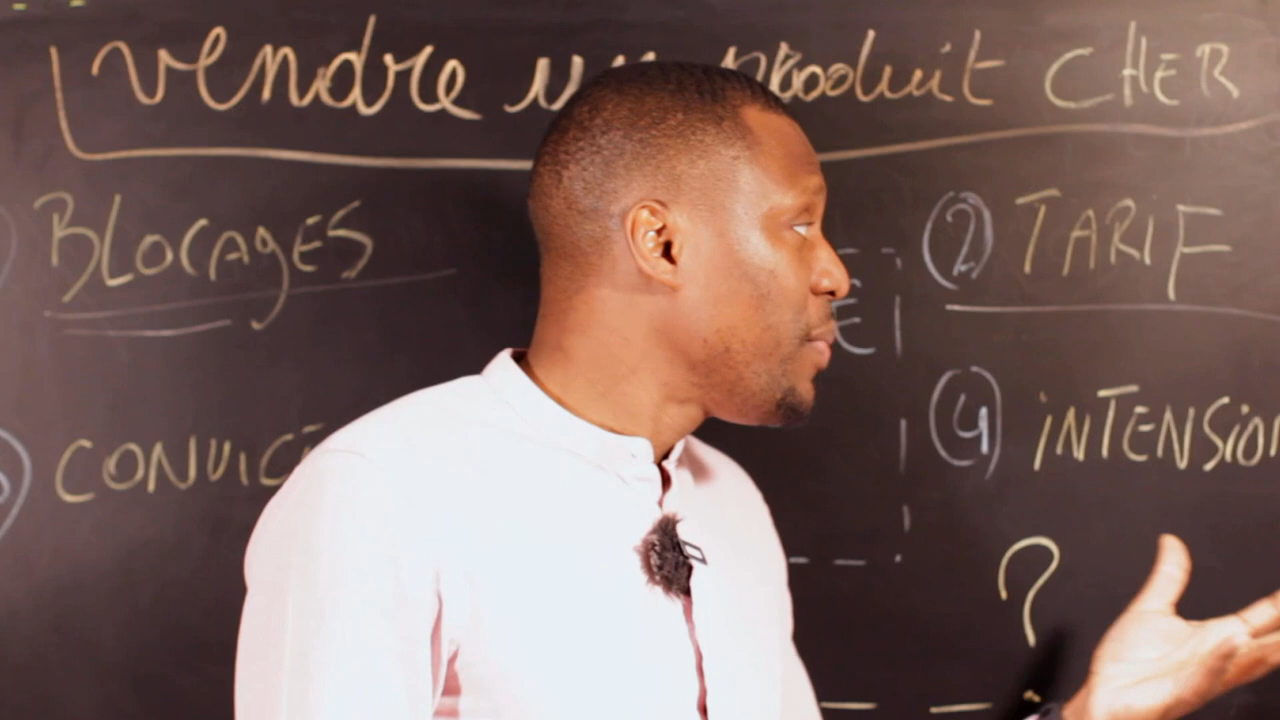 vendre un produit CHER
BLOCAGES
2 TARIF
CONVIC
4 INTENSION
?